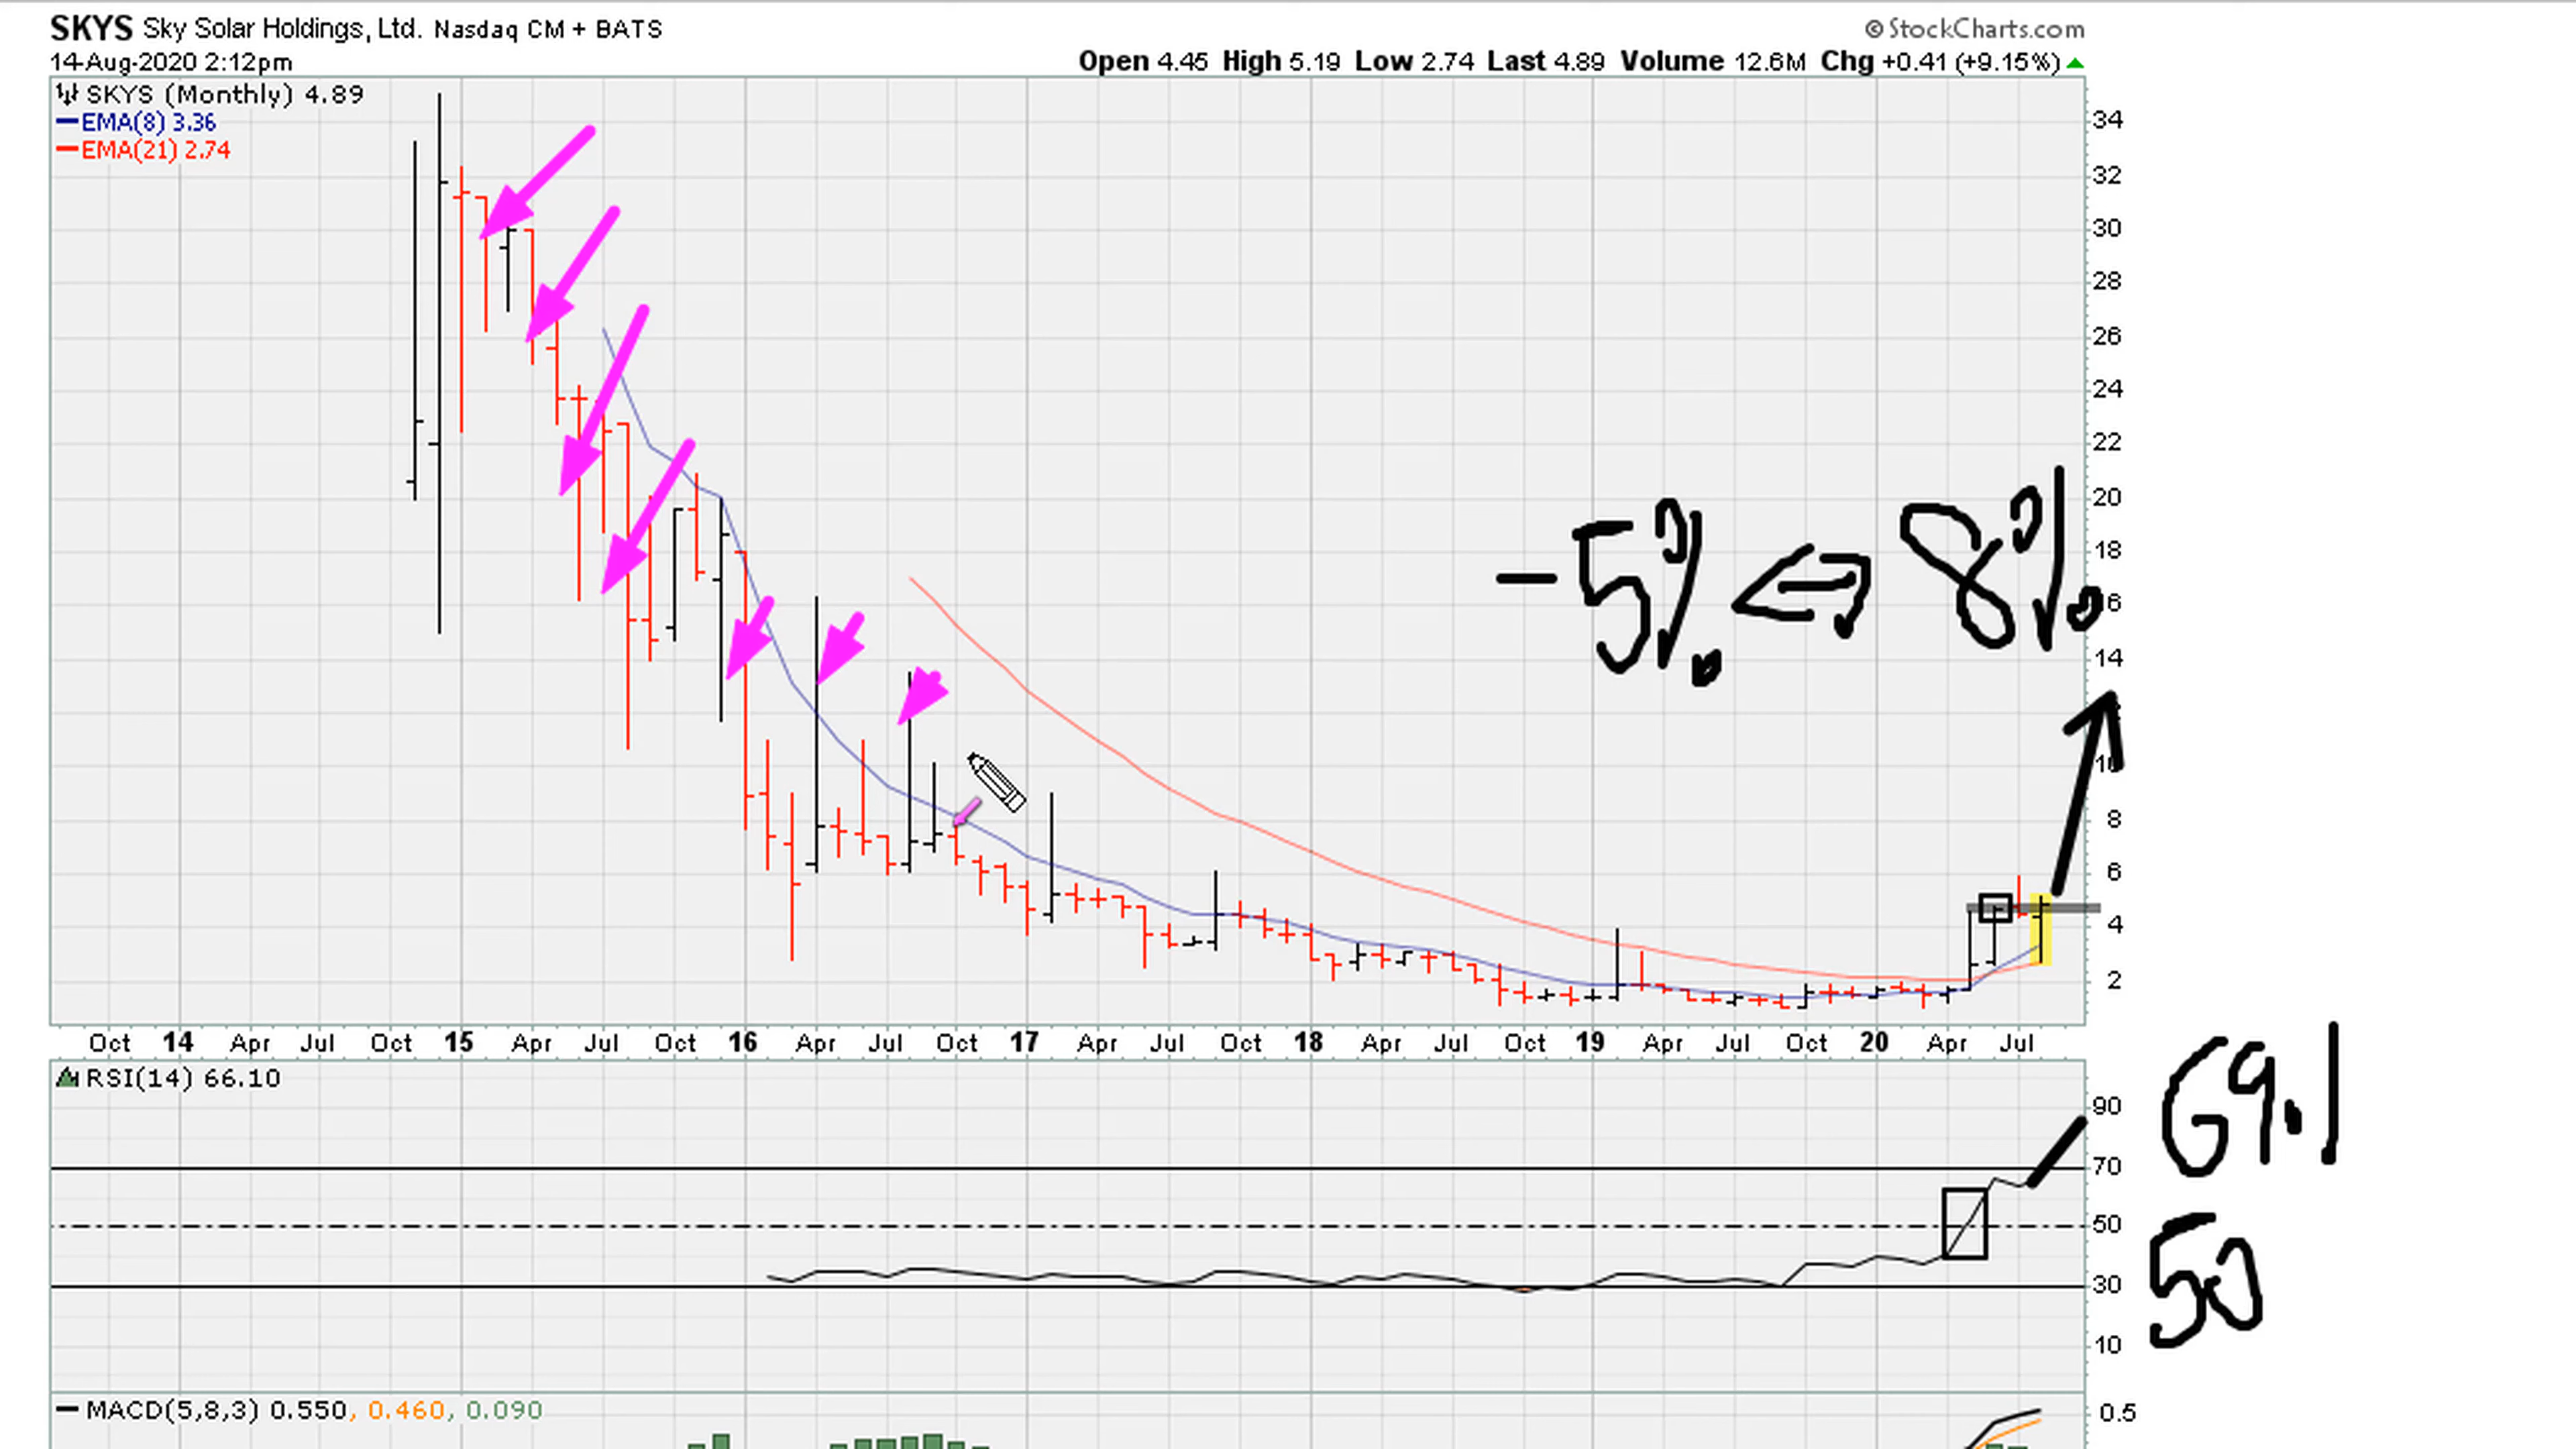 SKYS Sky Solar Holdings, Ltd. Nasdaq CM + BATS
© StockCharts.com
14-Aug-2020 2:12pm
Open 4.45 High 5.19 Low 2.74 Last 4.89 Volume 12.6M Chg +0.41 (+9.15%)
SKYS (Monthly) 4.89
EMA(8) 3.36
EMA(21) 2.74
34
32
30
28
26
24
22
20
18
16
14
12
10
8
6
4
2
-5% <=> 8%
Oct 14 Apr Jul Oct 15 Apr Jul Oct 16 Apr Jul Oct 17 Apr Jul Oct 18 Apr Jul Oct 19 Apr Jul Oct 20 Apr Jul
RSI(14) 66.10
90
70
50
30
10
69.1
50
MACD(5,8,3) 0.550, 0.460, 0.090
0.5